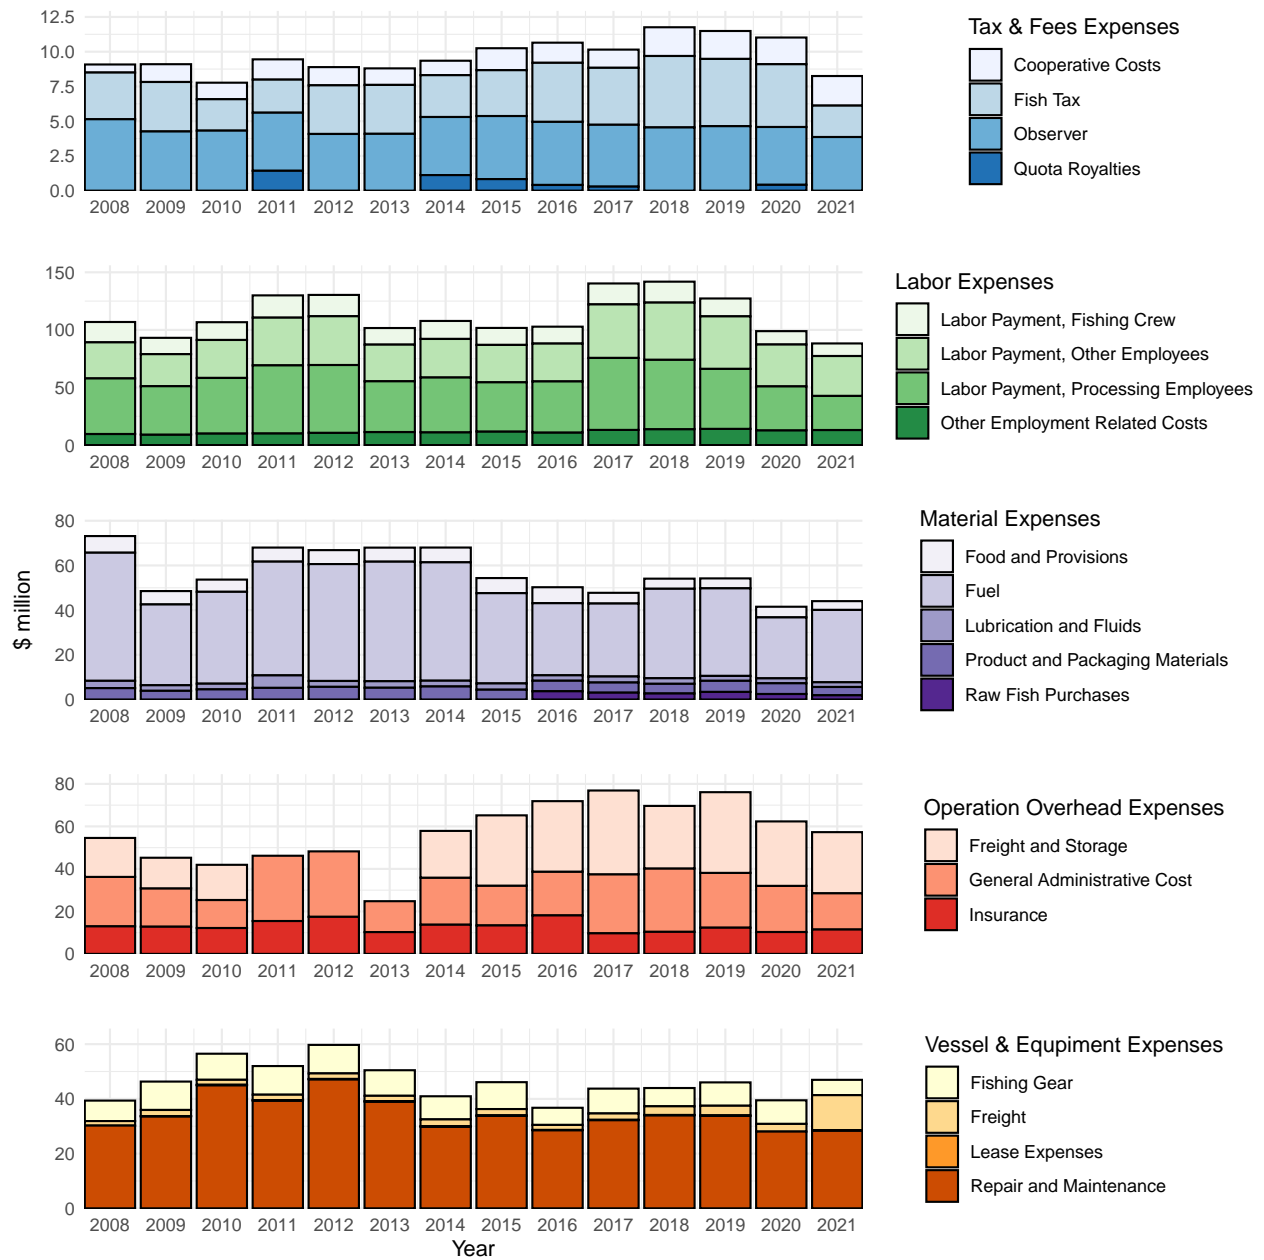 Tax & Fees Expenses
12.5
10.0
7.5
5.0
2.5
0.0
Cooperative Costs
Fish Tax
Observer
Quota Royalties
2008 2009 2010 2011 2012 2013 2014 2015 2016 2017 2018 2019 2020 2021
Labor Expenses
150
100
50
0
Labor Payment, Fishing Crew
Labor Payment, Other Employees
Labor Payment, Processing Employees
Other Employment Related Costs
2008 2009 2010 2011 2012 2013 2014 2015 2016 2017 2018 2019 2020 2021
Material Expenses
80
60
40
20
0
Food and Provisions
Fuel
Lubrication and Fluids
Product and Packaging Materials
Raw Fish Purchases
2008 2009 2010 2011 2012 2013 2014 2015 2016 2017 2018 2019 2020 2021
$ million
Operation Overhead Expenses
80
60
40
20
0
Freight and Storage
General Administrative Cost
Insurance
2008 2009 2010 2011 2012 2013 2014 2015 2016 2017 2018 2019 2020 2021
Vessel & Equpiment Expenses
60
40
20
0
Fishing Gear
Freight
Lease Expenses
Repair and Maintenance
2008 2009 2010 2011 2012 2013 2014 2015 2016 2017 2018 2019 2020 2021
Year